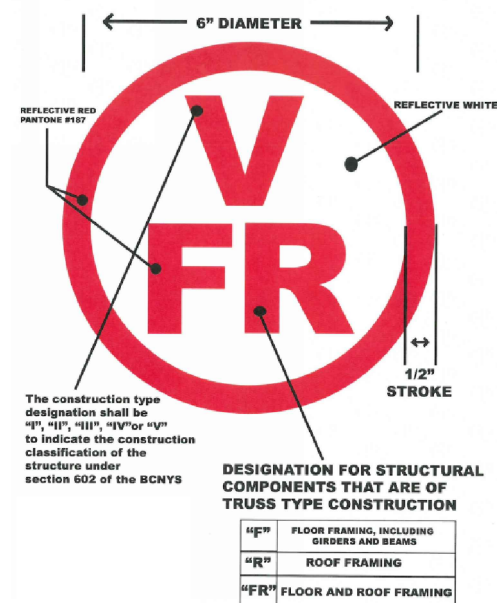 6” DIAMETER
REFLECTIVE RED
PANTONE #187
REFLECTIVE WHITE
V
FR
1/2”
STROKE
The construction type
designation shall be
“I”, “II”, “III”, “IV”or “V”
to indicate the construction
classification of the
structure under
section 602 of the BCNYS
DESIGNATION FOR STRUCTURAL
COMPONENTS THAT ARE OF
TRUSS TYPE CONSTRUCTION
“F” FLOOR FRAMING, INCLUDING
GIRDERS AND BEAMS
“R” ROOF FRAMING
“FR” FLOOR AND ROOF FRAMING